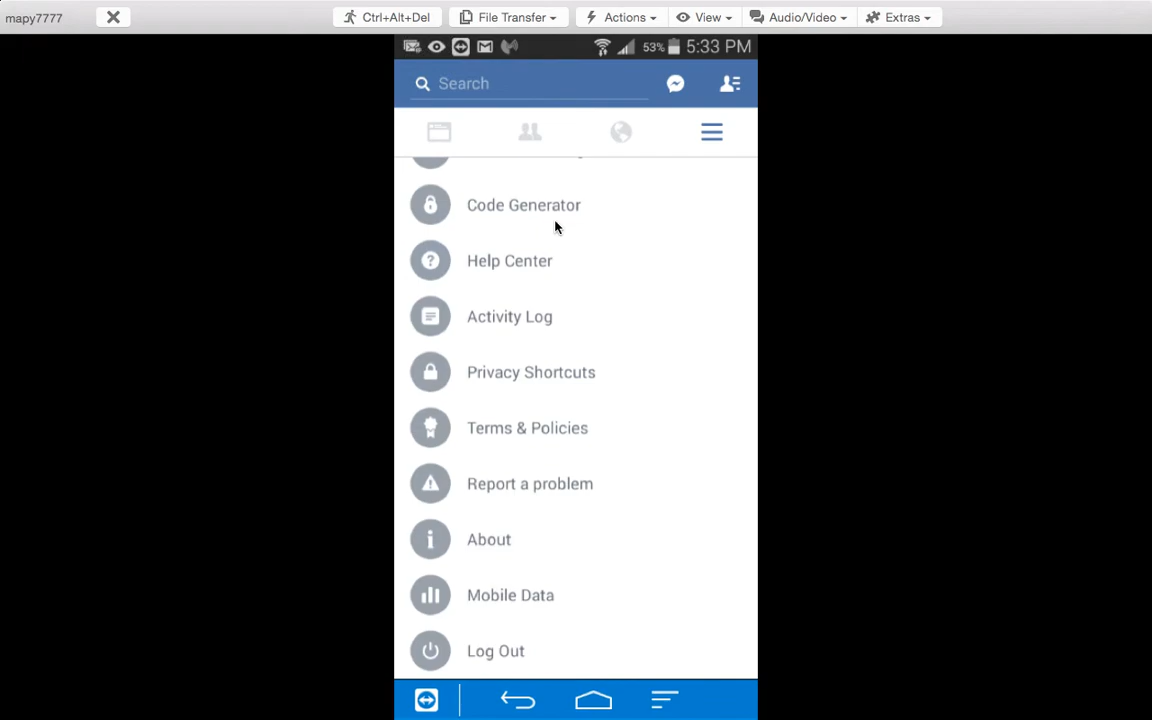 mapy7777
Ctrl+Alt+Del
File Transfer
Actions
View
Audio/Video
Extras
53%
5:33 PM
Search
Code Generator
Help Center
Activity Log
Privacy Shortcuts
Terms & Policies
Report a problem
About
Mobile Data
Log Out